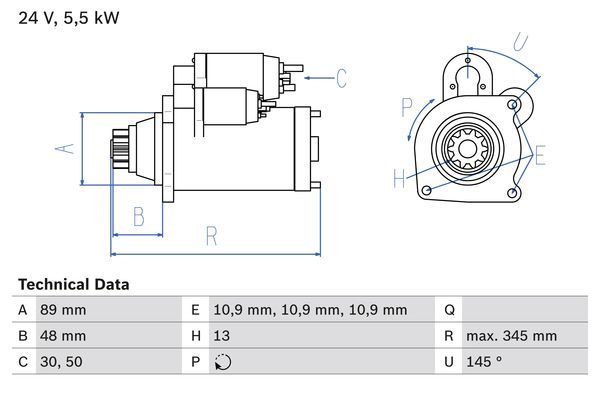 24 V, 5,5 kW
U
C
P
A
E
H
B
R
Technical Data
A 89 mm E 10,9 mm, 10,9 mm, 10,9 mm Q
B 48 mm H 13 R max. 345 mm
C 30, 50 P U 145 °